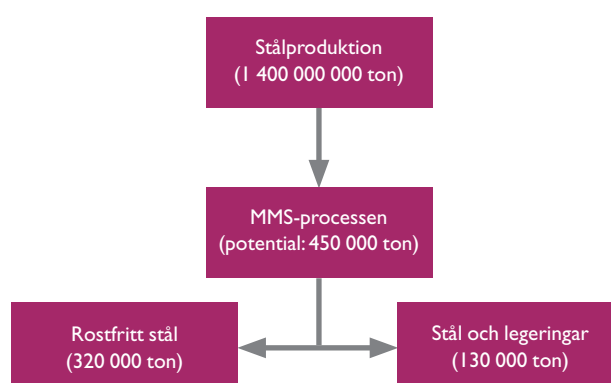 Stålproduktion
(1 400 000 000 ton)
MMS-processen
(potential: 450 000 ton)
Rostfritt stål
(320 000 ton)
Stål och legeringar
(130 000 ton)